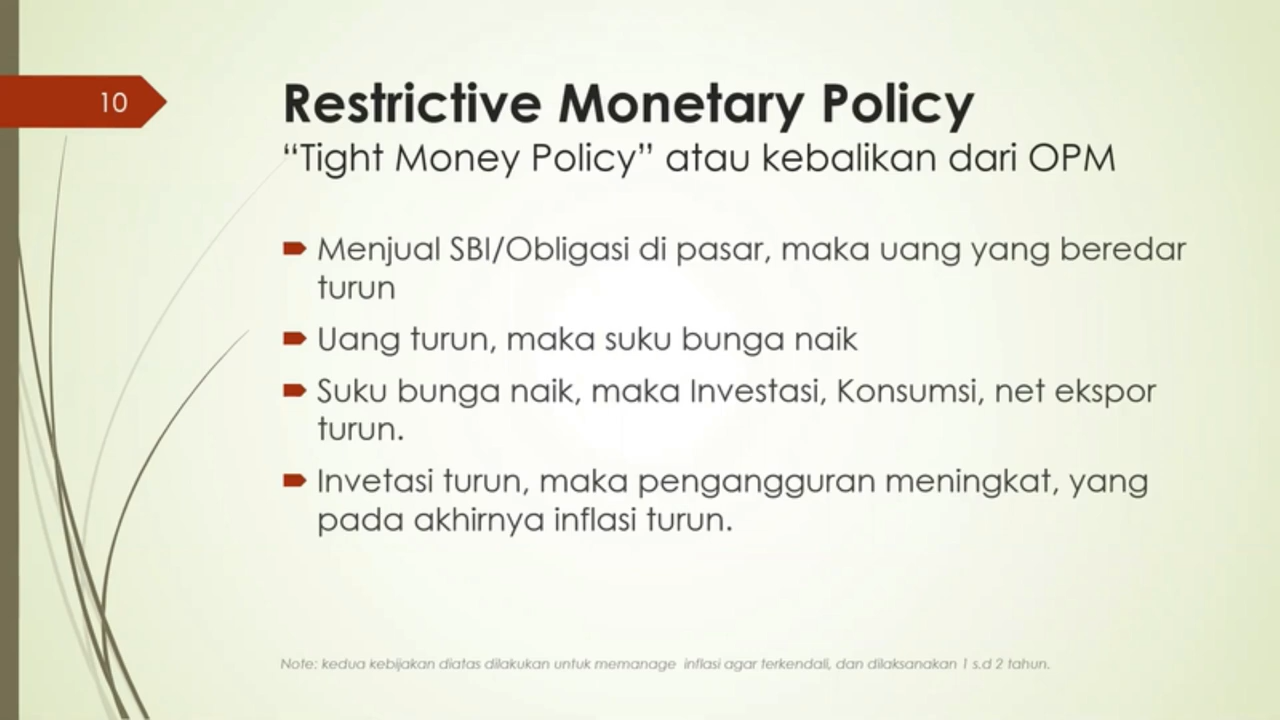 10
Restrictive Monetary Policy
“Tight Money Policy” atau kebalikan dari OPM
Menjual SBI/Obligasi di pasar, maka uang yang beredar
turun
Uang turun, maka suku bunga naik
Suku bunga naik, maka Investasi, Konsumsi, net ekspor
turun.
Invetasi turun, maka pengangguran meningkat, yang
pada akhirnya inflasi turun.
Note: kedua kebijakan diatas dilakukan untuk memanage  inflasi agar terkendali, dan dilaksanakan 1 s.d 2 tahun.